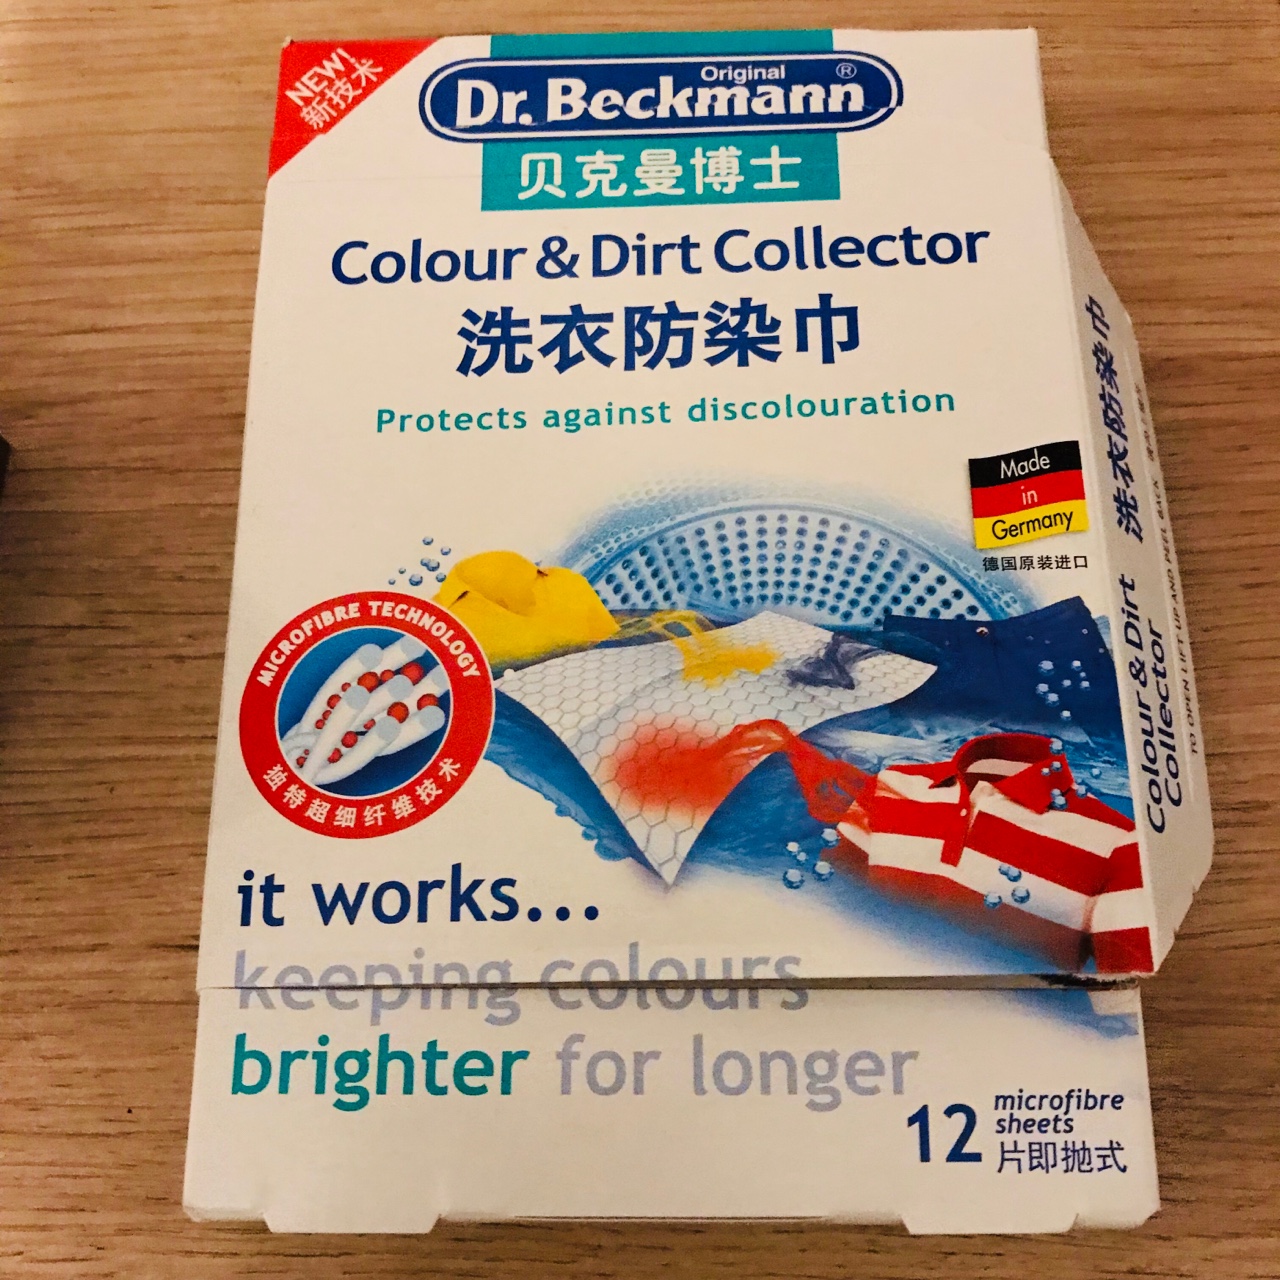 NEW!
新技术
Original
Dr. Beckmann®
贝克曼博士
Colour & Dirt Collector
洗衣防染巾
Protects against discolouration
Made
in
Germany
德国原装进口
MICROFIBRE TECHNOLOGY
独特超细纤维技术
it works...
keeping colours
brighter for longer
12 microfibre
sheets
片即抛式
Colour & Dirt
Collector
洗衣防染巾
TO OPEN LIFT UP AND PEEL BACK